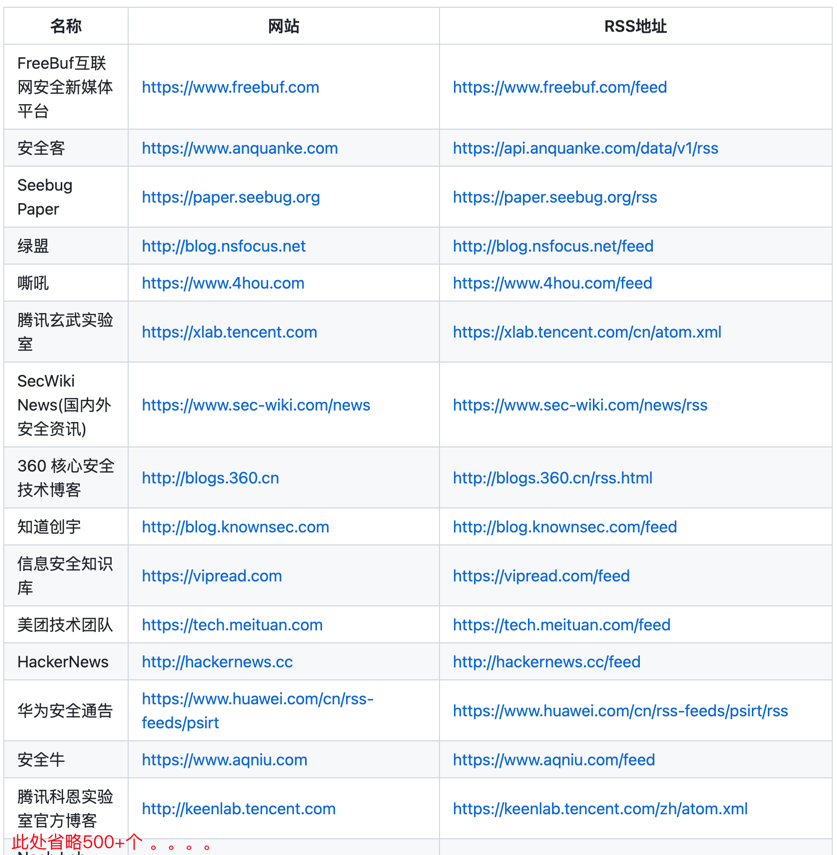 名称 网站 RSS地址
FreeBuf互联
网安全新媒体
平台
https://www.freebuf.com https://www.freebuf.com/feed
安全客 https://www.anquanke.com https://api.anquanke.com/data/v1/rss
Seebug
Paper
https://paper.seebug.org https://paper.seebug.org/rss
绿盟 http://blog.nsfocus.net http://blog.nsfocus.net/feed
嘶吼 https://www.4hou.com https://www.4hou.com/feed
腾讯玄武实验
室
https://xlab.tencent.com https://xlab.tencent.com/cn/atom.xml
SecWiki
News(国内外
安全资讯)
https://www.sec-wiki.com/news https://www.sec-wiki.com/news/rss
360 核心安全
技术博客
http://blogs.360.cn http://blogs.360.cn/rss.html
知道创宇 http://blog.knownsec.com http://blog.knownsec.com/feed
信息安全知识
库
https://vipread.com https://vipread.com/feed
美团技术团队 https://tech.meituan.com https://tech.meituan.com/feed
HackerNews http://hackernews.cc http://hackernews.cc/feed
华为安全通告
https://www.huawei.com/cn/rss-
feeds/psirt
https://www.huawei.com/cn/rss-feeds/psirt/rss
安全牛 https://www.aqniu.com https://www.aqniu.com/feed
腾讯科恩实验
室官方博客
http://keenlab.tencent.com https://keenlab.tencent.com/zh/atom.xml
此处省略500+个 。。。。